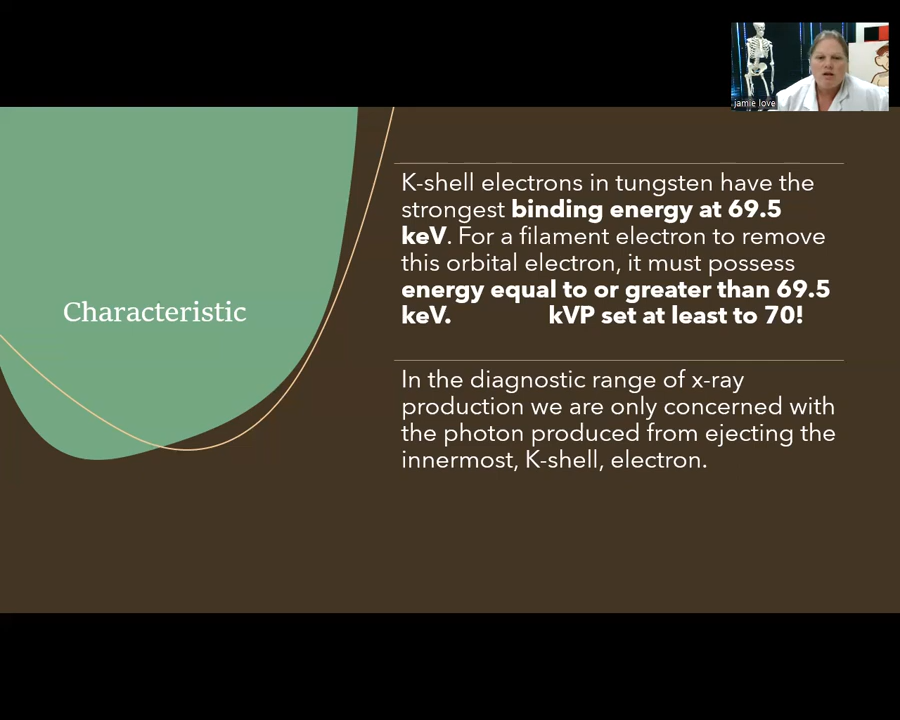 jamie love
Characteristic
K-shell electrons in tungsten have the
strongest binding energy at 69.5
keV. For a filament electron to remove
this orbital electron, it must possess
energy equal to or greater than 69.5
keV. kVP set at least to 70!
In the diagnostic range of x-ray
production we are only concerned with
the photon produced from ejecting the
innermost, K-shell, electron.